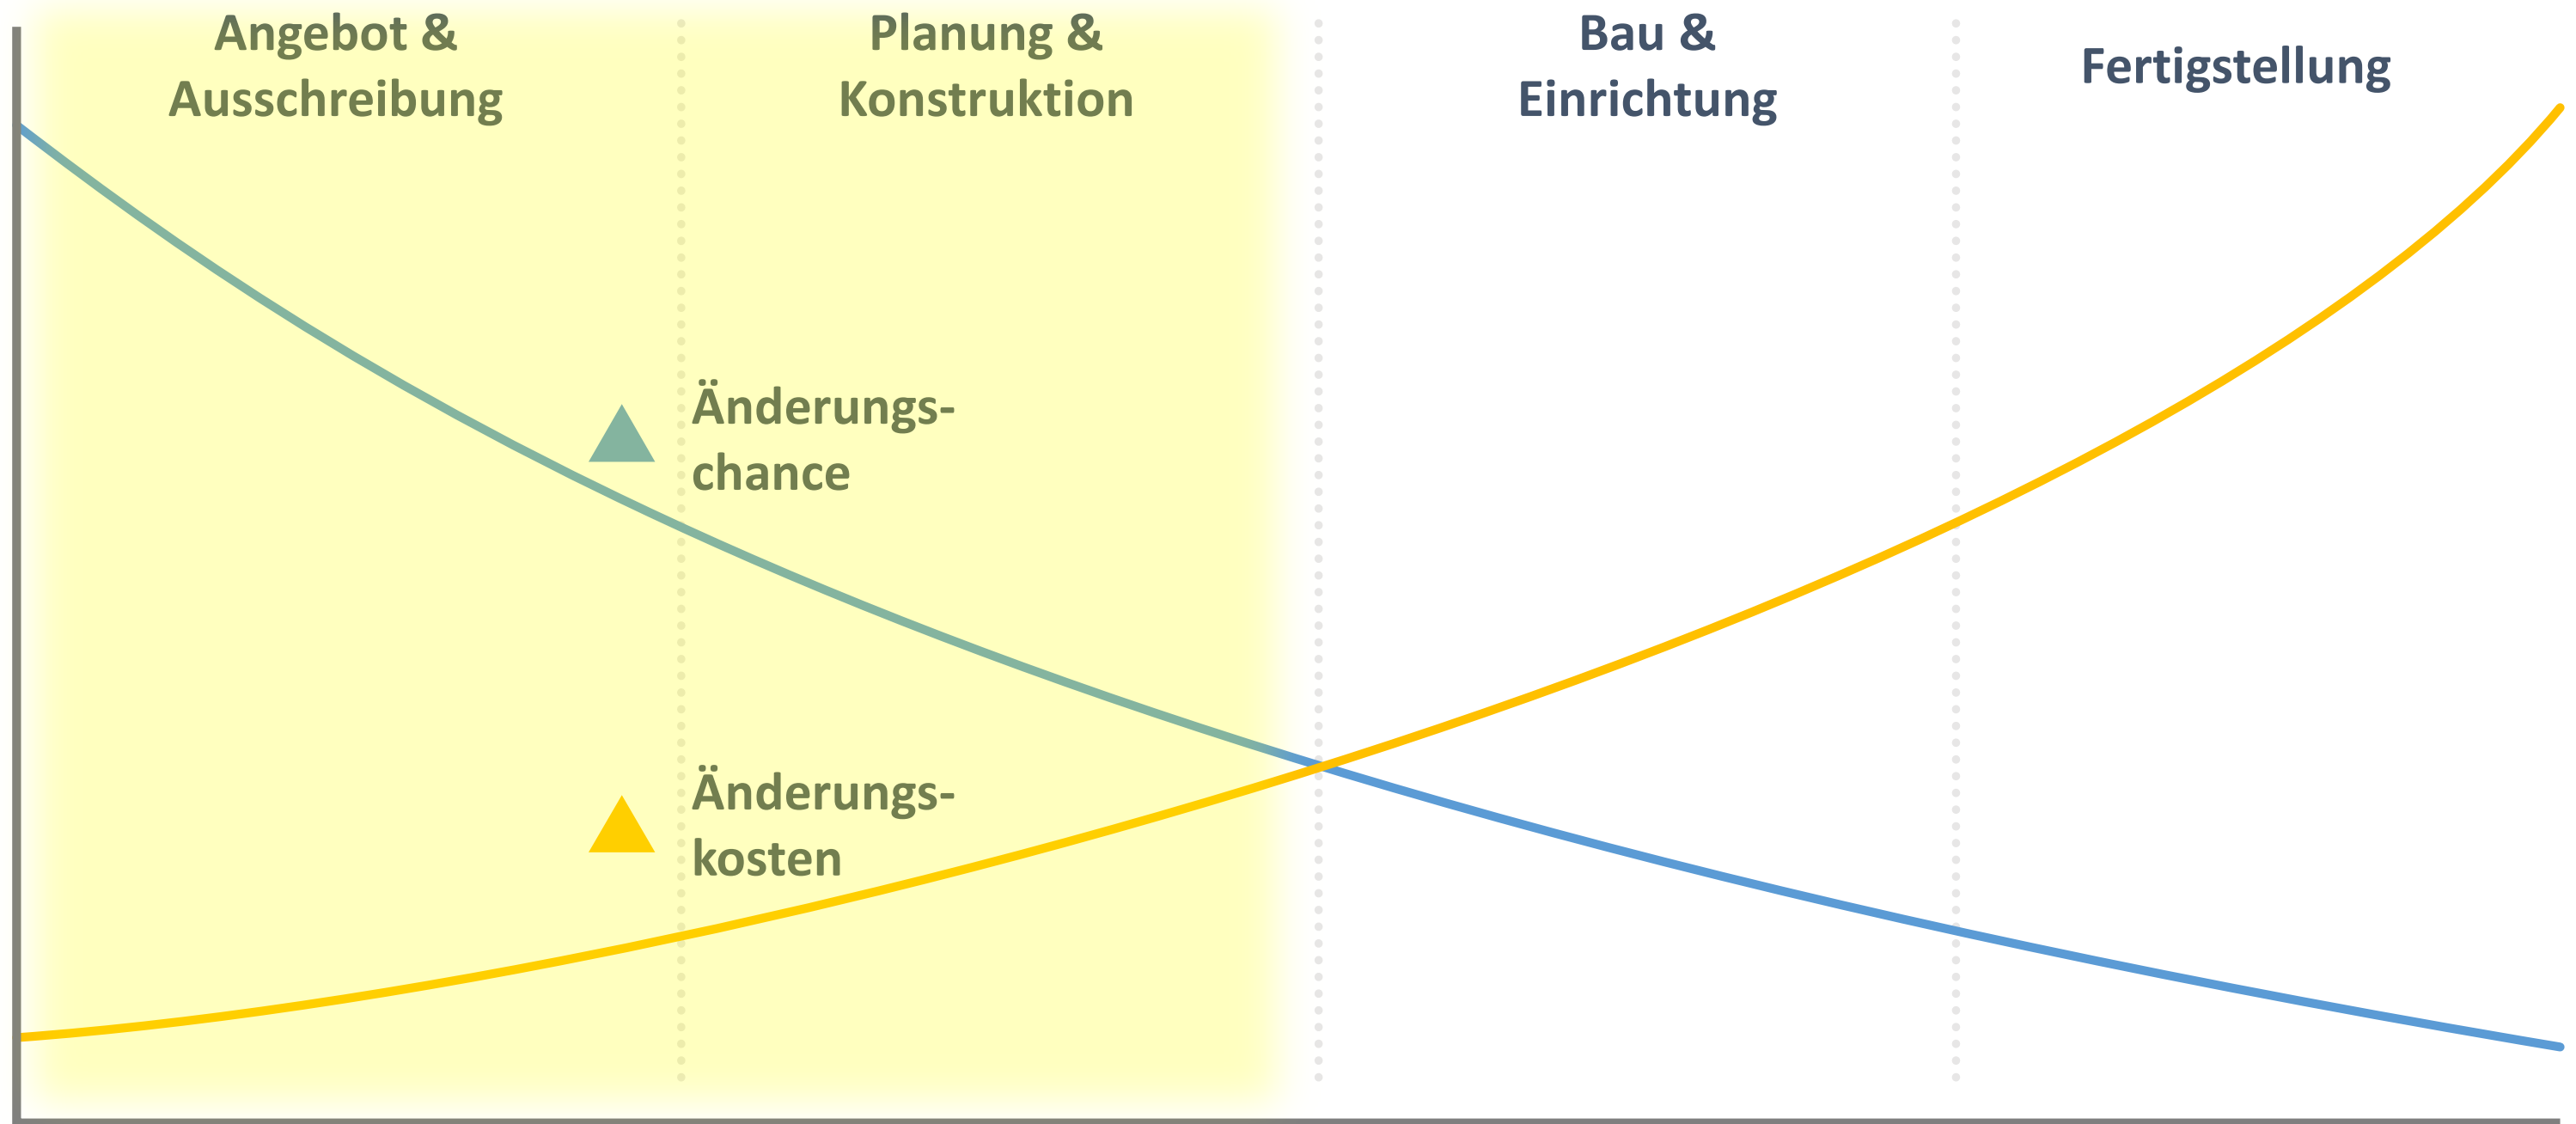 Angebot &
Ausschreibung
Planung &
Konstruktion
Bau &
Einrichtung
Fertigstellung
Änderungs-
chance
Änderungs-
kosten